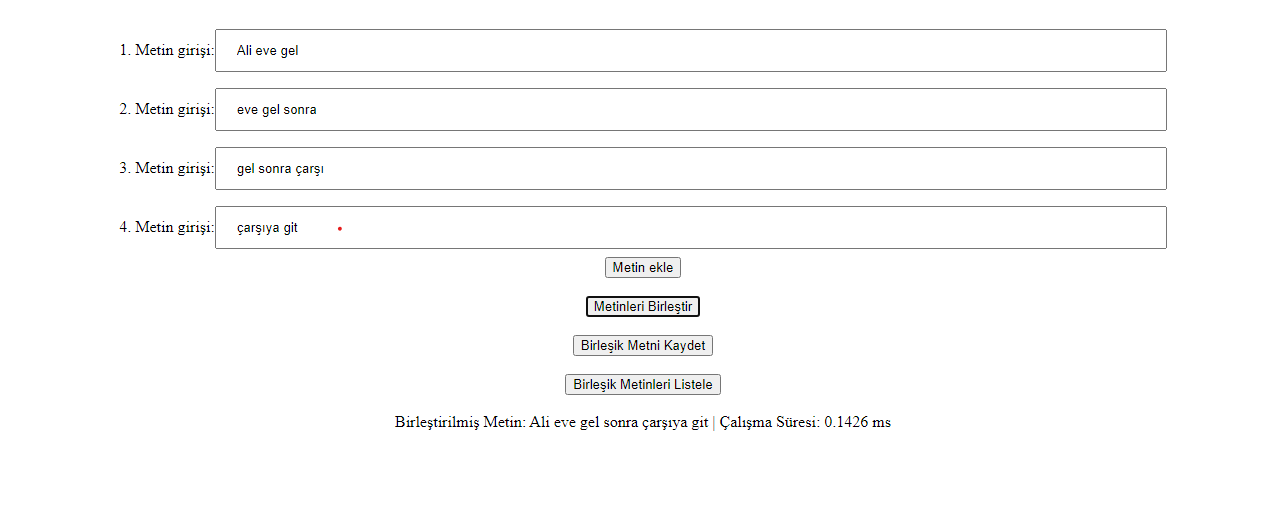 1. Metin girişi: Ali eve gel
2. Metin girişi: eve gel sonra
3. Metin girişi: gel sonra çarşı
4. Metin girişi: çarşıya git
Metin ekle
Metinleri Birleştir
Birleşik Metni Kaydet
Birleşik Metinleri Listele
Birleştirilmiş Metin: Ali eve gel sonra çarşıya git | Çalışma Süresi: 0.1426 ms